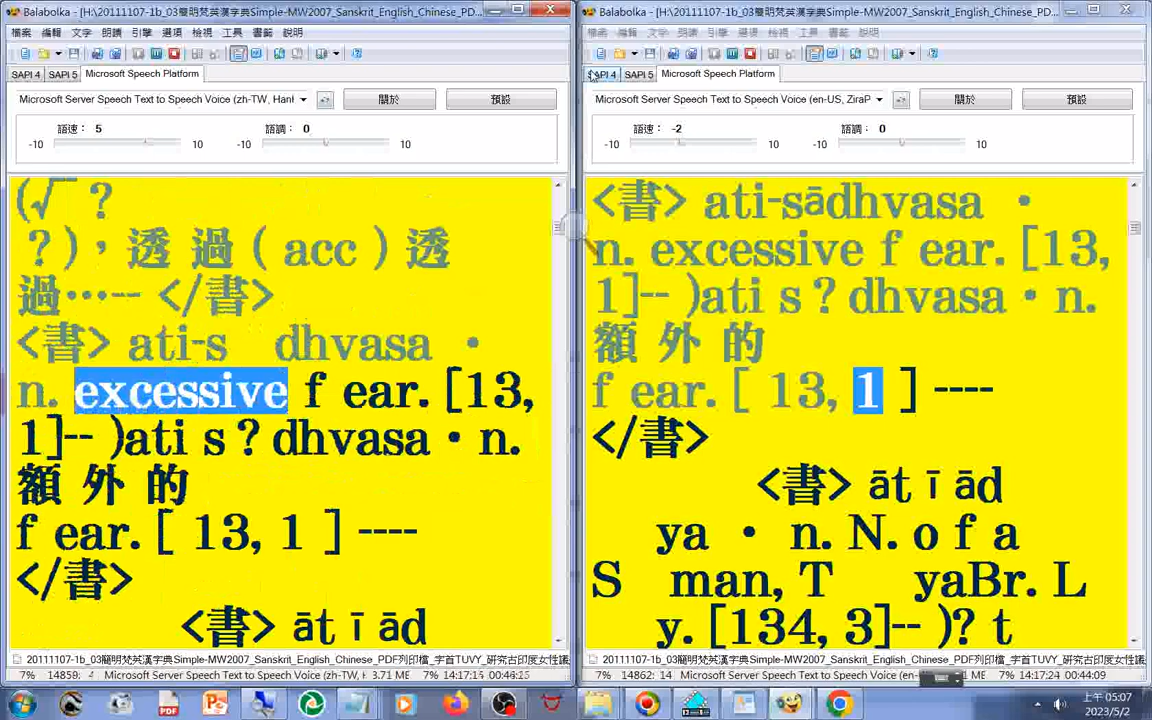 Balabolka - [H:\20111107-1b_03簡明梵英漢字典Simple-MW2007_Sanskrit_English_Chinese_PD...
檔案 編輯 文字 朗讀 引擎 選項 檢視 工具 書籤 說明
SAPI 4 SAPI 5 Microsoft Speech Platform
Microsoft Server Speech Text to Speech Voice (zh-TW, Hanl
關於 預設
語速： 5 語調： 0
-10 10 -10 10
(√ ?
?)，透 過 ( acc ) 透
過…-- </書>
<書> ati-s dhvasa ·
n. excessive f ear. [13,
1]-- )ati s ? dhvasa · n.
額 外 的
f ear. [ 13, 1 ] ----
</書>
<書> āt ī ād
20111107-1b_03簡明梵英漢字典Simple-MW2007_Sanskrit_English_Chinese_PDF列印檔_字首TUVY_研究古印度女性議
7% 14859: 4 Microsoft Server Speech Text to Speech Voice (zh-TW, H 3.71 ME 7% 14:17:14 00:44:15
Balabolka - [H:\20111107-1b_03簡明梵英漢字典Simple-MW2007_Sanskrit_English_Chinese_PDF...
檔案 編輯 文字 朗讀 引擎 選項 檢視 工具 書籤 說明
SAPI 4 SAPI 5 Microsoft Speech Platform
Microsoft Server Speech Text to Speech Voice (en-US, ZiraP
關於 預設
語速： -2 語調： 0
-10 10 -10 10
<書> ati-sādhvasa ·
n. excessive f ear. [13,
1]-- )ati s ? dhvasa · n.
額 外 的
f ear. [ 13, 1 ] ----
</書>
<書> āt ī ād
ya · n. N. o f a
S man, T yaBr. L
y. [134, 3]-- )? t
20111107-1b_03簡明梵英漢字典Simple-MW2007_Sanskrit_English_Chinese_PDF列印檔_字首TUVY_研究古印度女性議
7% 14862: 14 Microsoft Server Speech Text to Speech Voice (en-US 7% 14:17:24 00:44:09
上午 05:07
2023/5/2